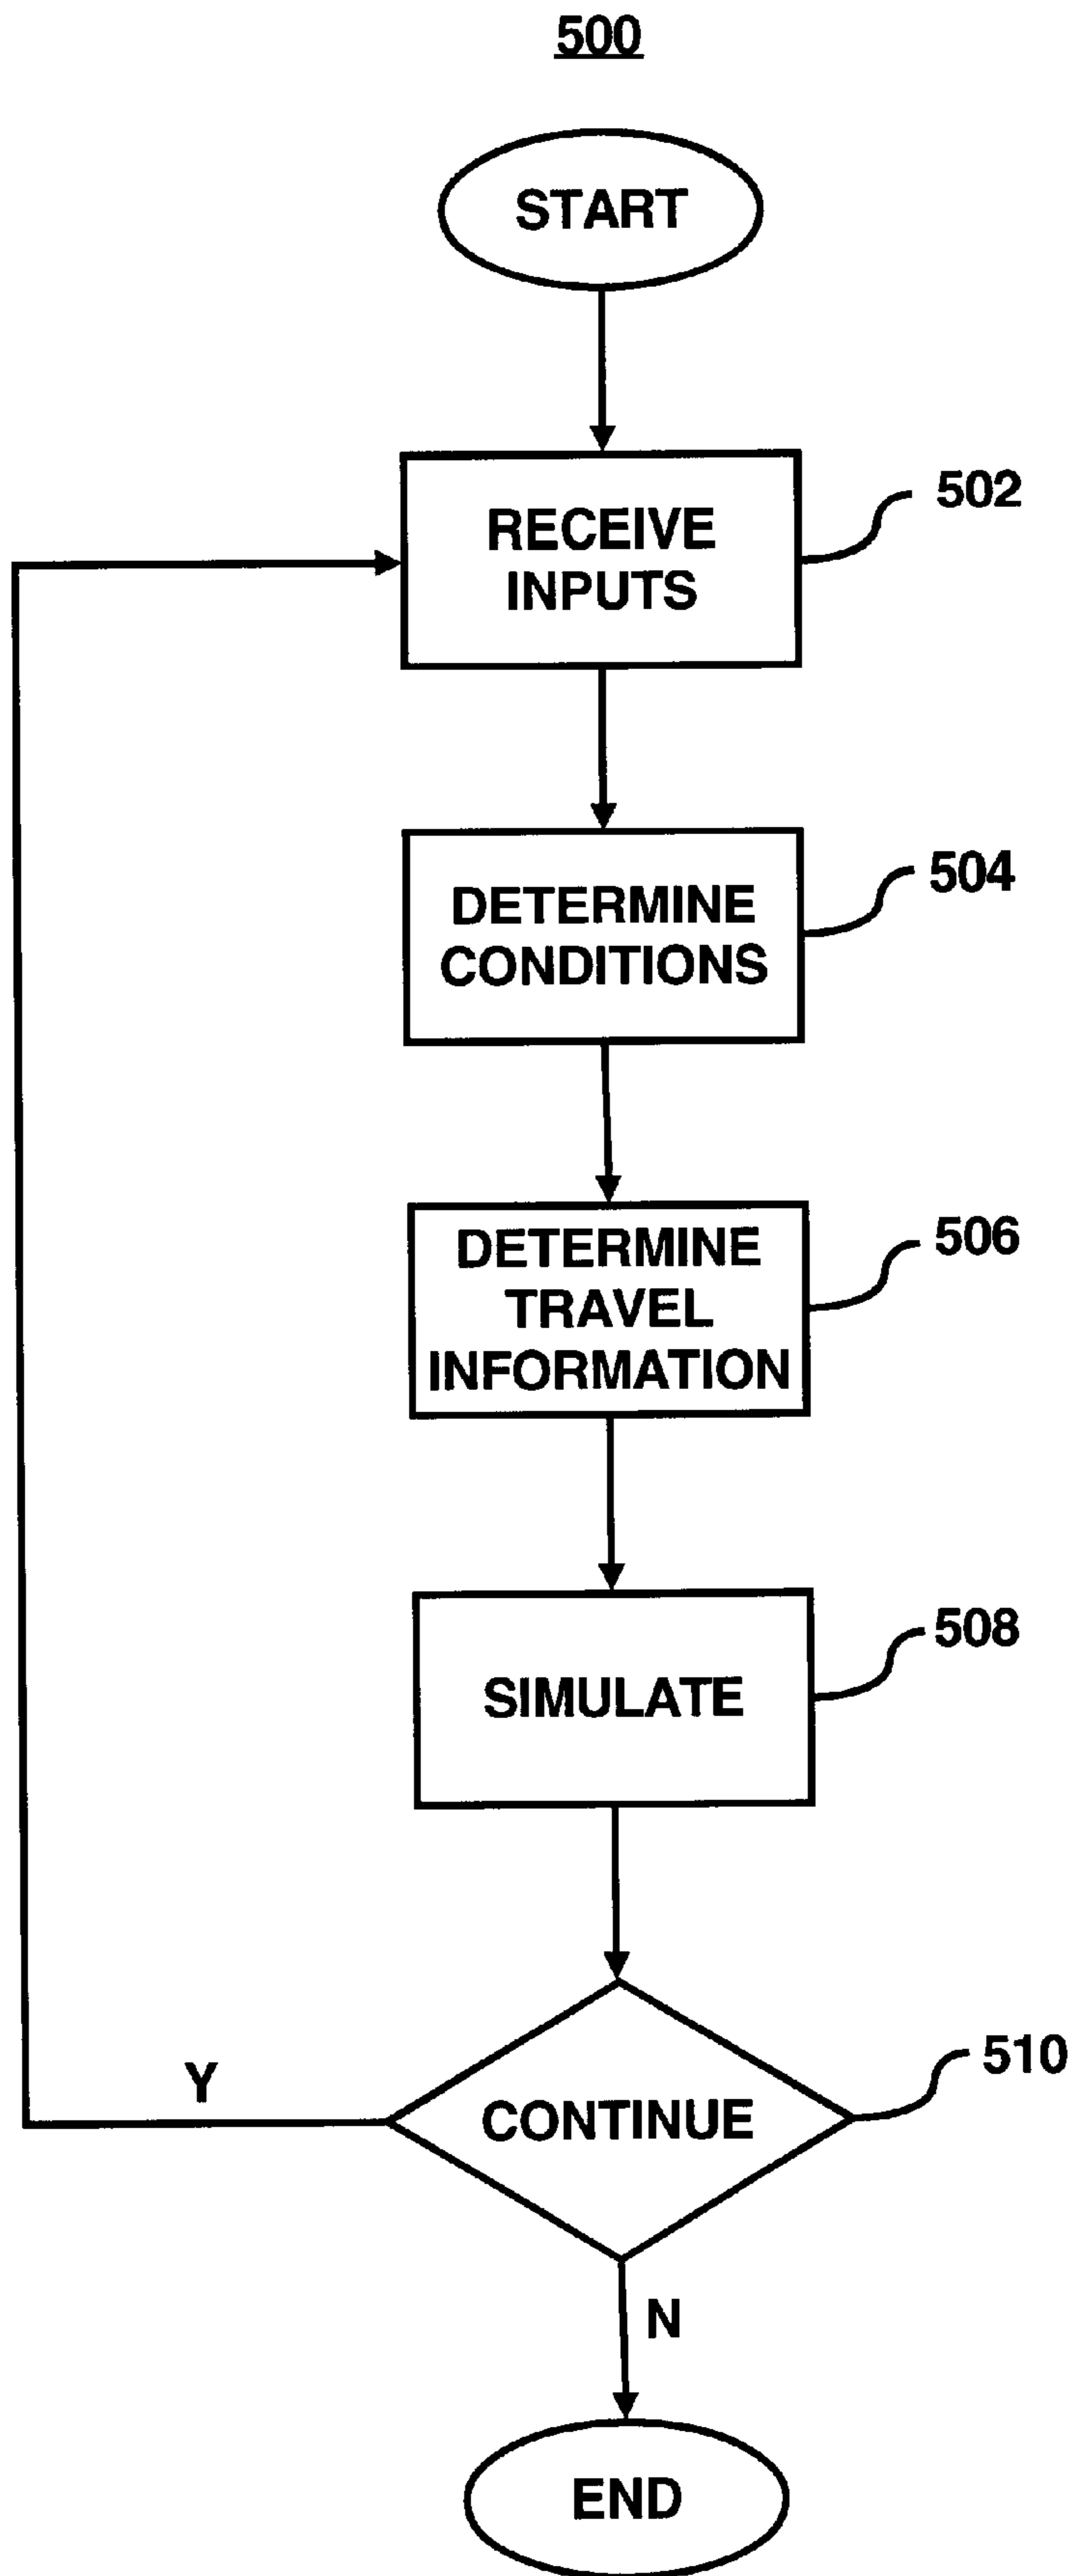 500
START
RECEIVE
INPUTS
502
DETERMINE
CONDITIONS
504
DETERMINE
TRAVEL
INFORMATION
506
SIMULATE
508
CONTINUE
510
Y
N
END